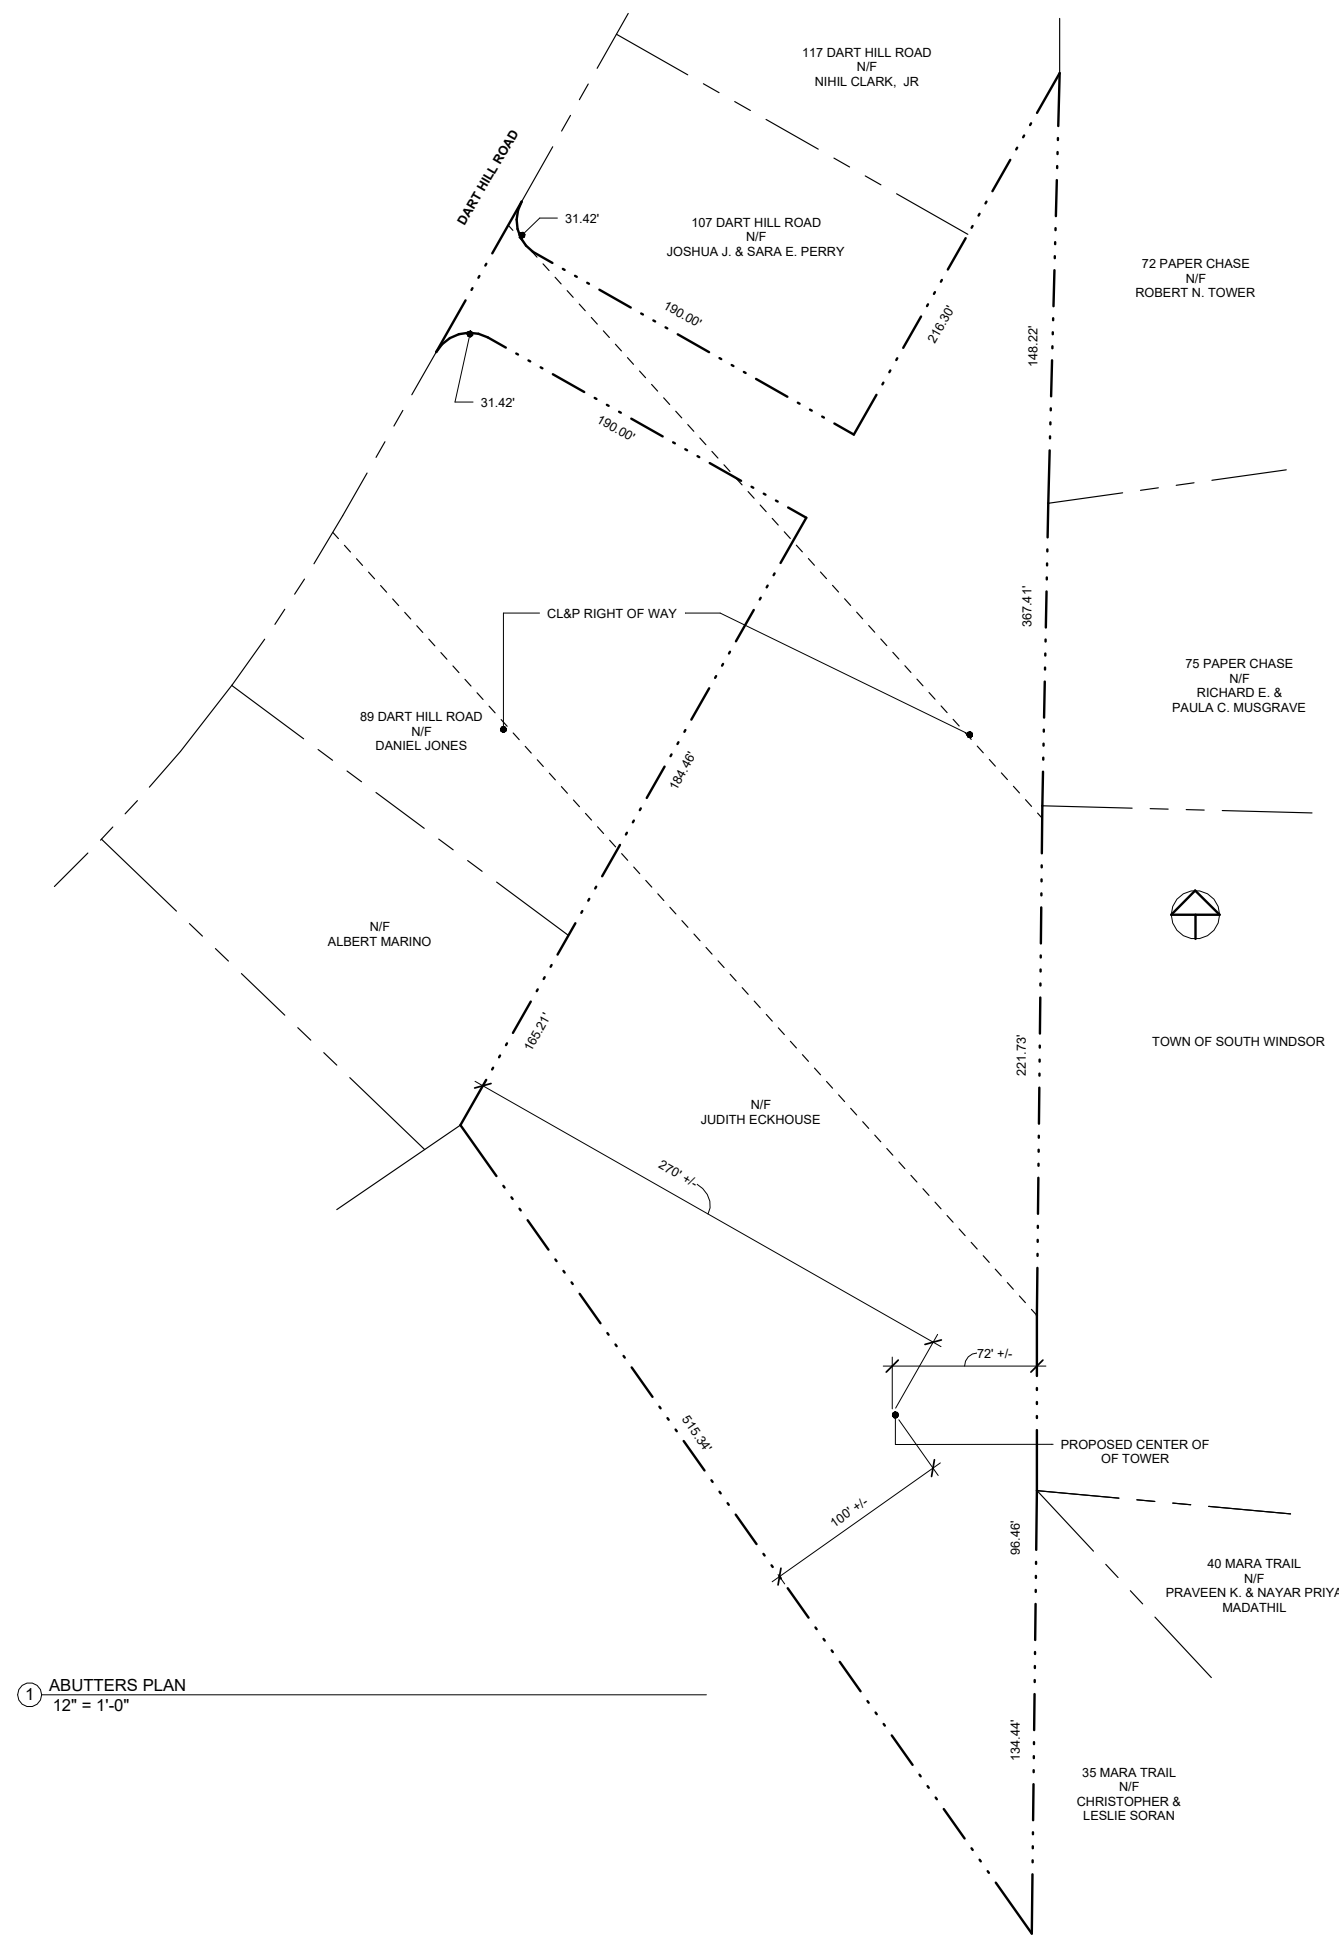 117 DART HILL ROAD
N/F
NIHIL CLARK, JR
DART HILL ROAD
31.42'
107 DART HILL ROAD
N/F
JOSHUA J. & SARA E. PERRY
72 PAPER CHASE
N/F
ROBERT N. TOWER
190.00'
216.30'
148.22'
31.42'
190.00'
CL&P RIGHT OF WAY
367.41'
75 PAPER CHASE
N/F
RICHARD E. &
PAULA C. MUSGRAVE
89 DART HILL ROAD
N/F
DANIEL JONES
184.46'
N/F
ALBERT MARINO
165.21'
221.73'
TOWN OF SOUTH WINDSOR
N/F
JUDITH ECKHOUSE
270' +/-
72' +/-
515.34'
PROPOSED CENTER OF
OF TOWER
100' +/-
96.46'
40 MARA TRAIL
N/F
PRAVEEN K. & NAYAR PRIYA
MADATHIL
1
ABUTTERS PLAN
12" = 1'-0"
134.44'
35 MARA TRAIL
N/F
CHRISTOPHER &
LESLIE SORAN